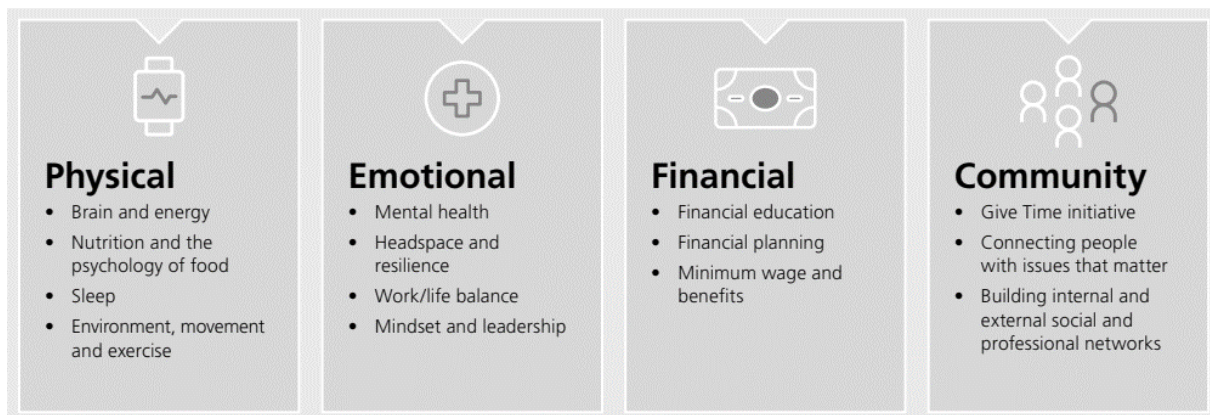 Physical
• Brain and energy
• Nutrition and the
psychology of food
• Sleep
• Environment, movement
and exercise
Emotional
• Mental health
• Headspace and
resilience
• Work/life balance
• Mindset and leadership
Financial
• Financial education
• Financial planning
• Minimum wage and
benefits
Community
• Give Time initiative
• Connecting people
with issues that matter
• Building internal and
external social and
professional networks